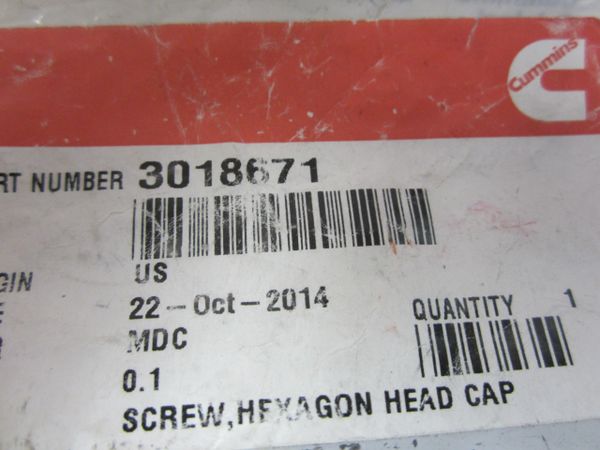 Cummins
RT NUMBER 3018671
GIN US
E 22-Oct-2014
QUANTITY 1
MDC
0.1
SCREW,HEXAGON HEAD CAP